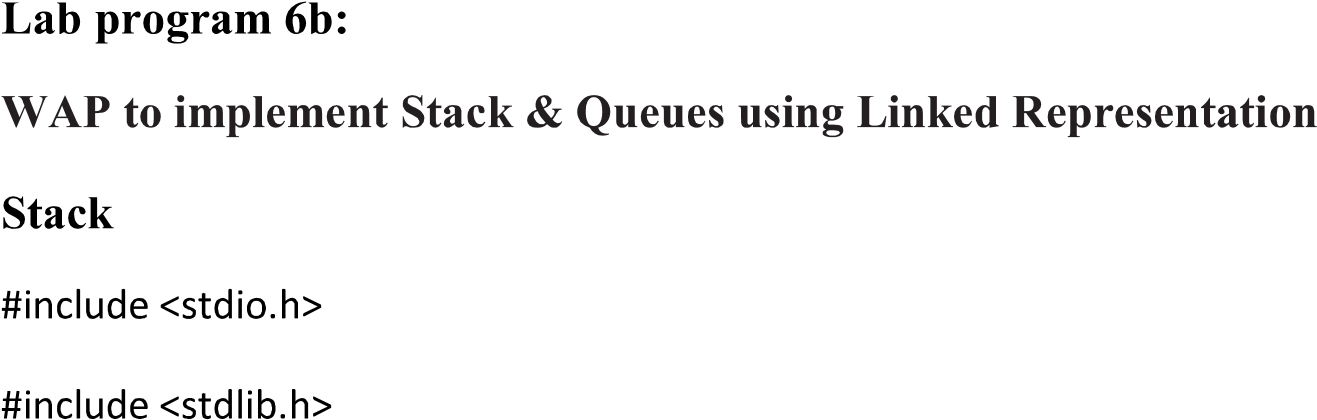 Lab program 6b:
WAP to implement Stack & Queues using Linked Representation
Stack
#include <stdio.h>
#include <stdlib.h>